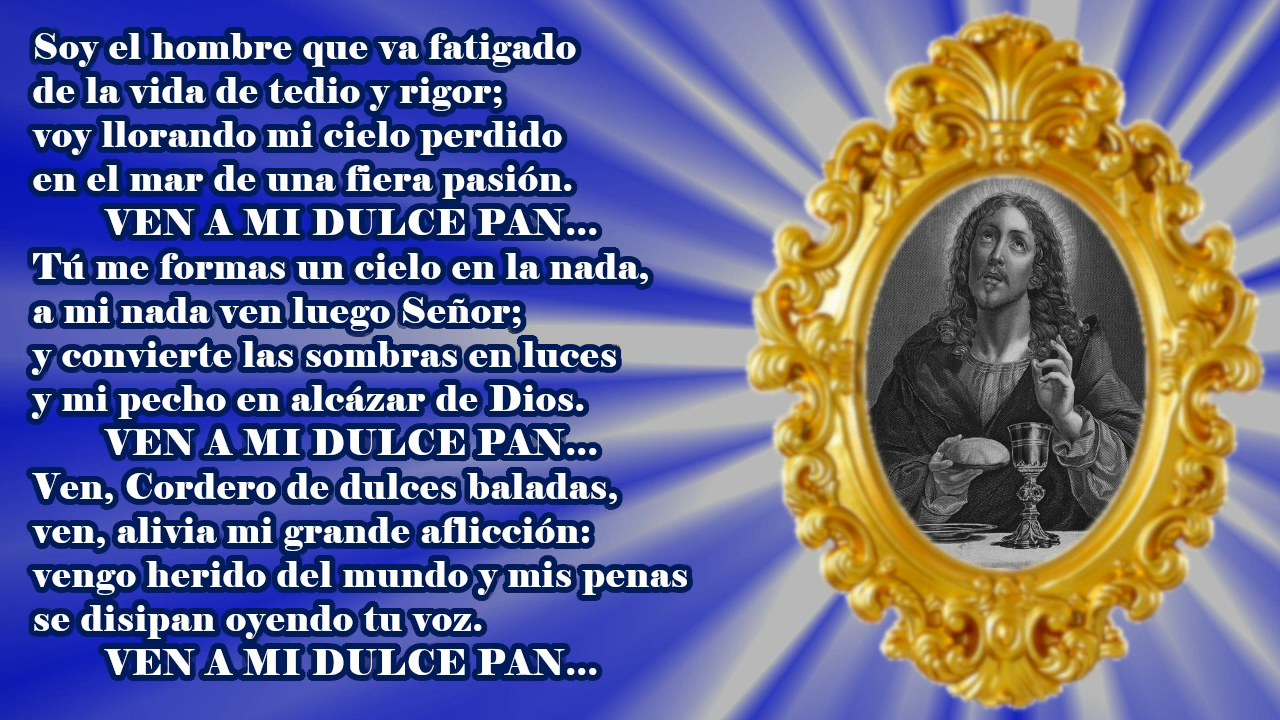 Soy el hombre que va fatigado
de la vida de tedio y rigor;
voy llorando mi cielo perdido
en el mar de una fiera pasión.
VEN A MI DULCE PAN...
Tú me formas un cielo en la nada,
a mi nada ven luego Señor;
y convierte las sombras en luces
y mi pecho en alcázar de Dios.
VEN A MI DULCE PAN...
Ven, Cordero de dulces baladas,
ven, alivia mi grande aflicción:
vengo herido del mundo y mis penas
se disipan oyendo tu voz.
VEN A MI DULCE PAN...